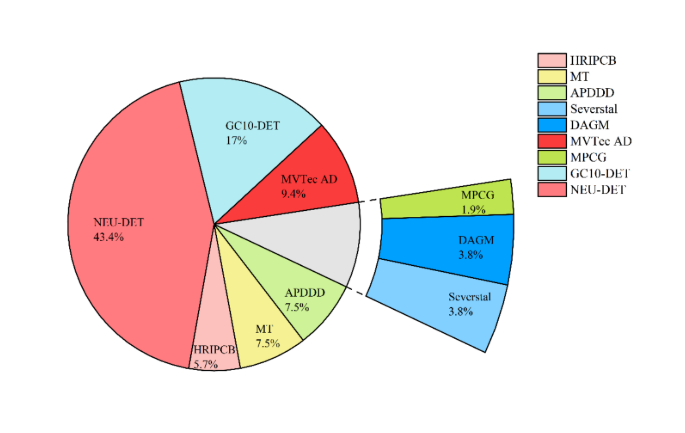 GC10-DET
17%
MVTec AD
9.4%
NEU-DET
43.4%
APDDD
7.5%
MT
7.5%
HRIPCB
5.7%
MPCG
1.9%
DAGM
3.8%
Severstal
3.8%
HRIPCB
MT
APDDD
Severstal
DAGM
MVTec AD
MPCG
GC10-DET
NEU-DET